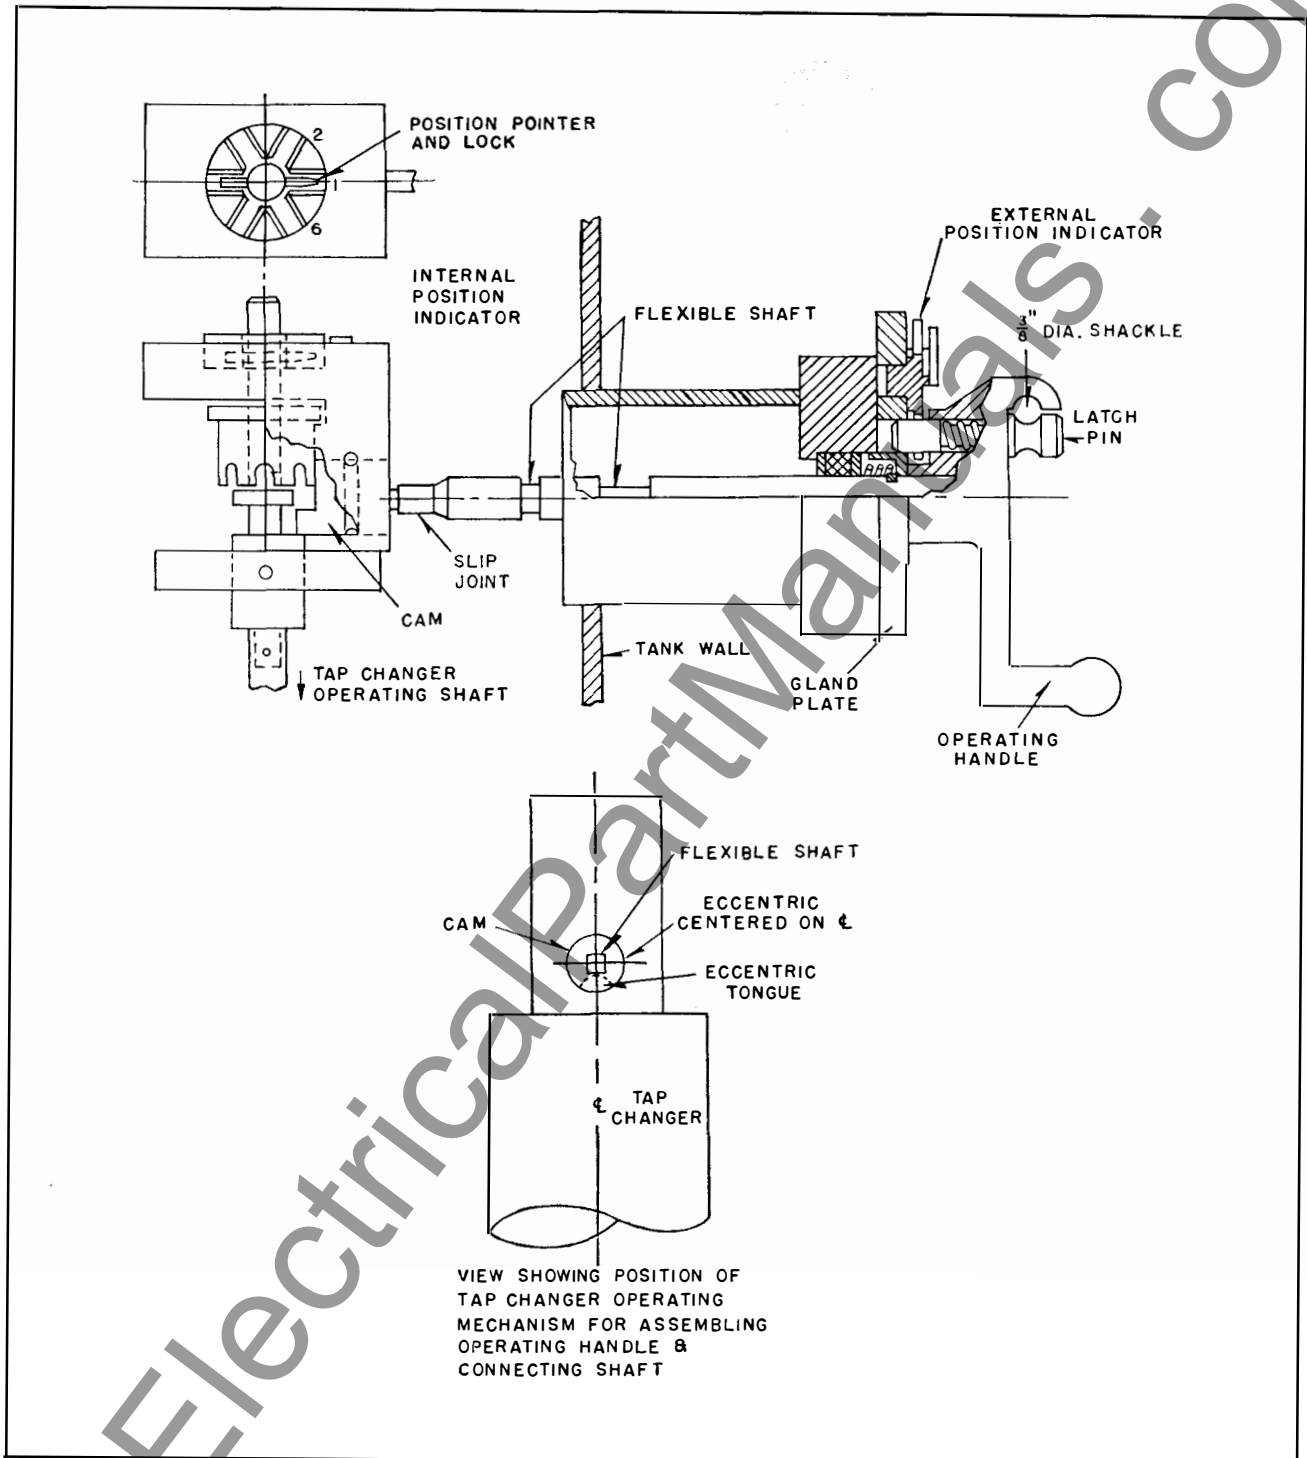 POSITION POINTER
AND LOCK
2
1
6
INTERNAL
POSITION
INDICATOR
FLEXIBLE SHAFT
EXTERNAL
POSITION INDICATOR
3/8" DIA. SHACKLE
LATCH
PIN
SLIP
JOINT
CAM
TAP CHANGER
OPERATING SHAFT
TANK WALL
GLAND
PLATE
OPERATING
HANDLE
FLEXIBLE SHAFT
ECCENTRIC
CENTERED ON ℄
CAM
ECCENTRIC
TONGUE
℄ TAP
CHANGER
VIEW SHOWING POSITION OF
TAP CHANGER OPERATING
MECHANISM FOR ASSEMBLING
OPERATING HANDLE &
CONNECTING SHAFT
ElectricalPartManuals.com